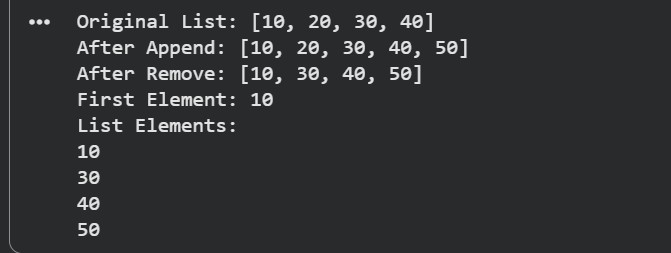 Original List: [10, 20, 30, 40]
After Append: [10, 20, 30, 40, 50]
After Remove: [10, 30, 40, 50]
First Element: 10
List Elements:
10
30
40
50